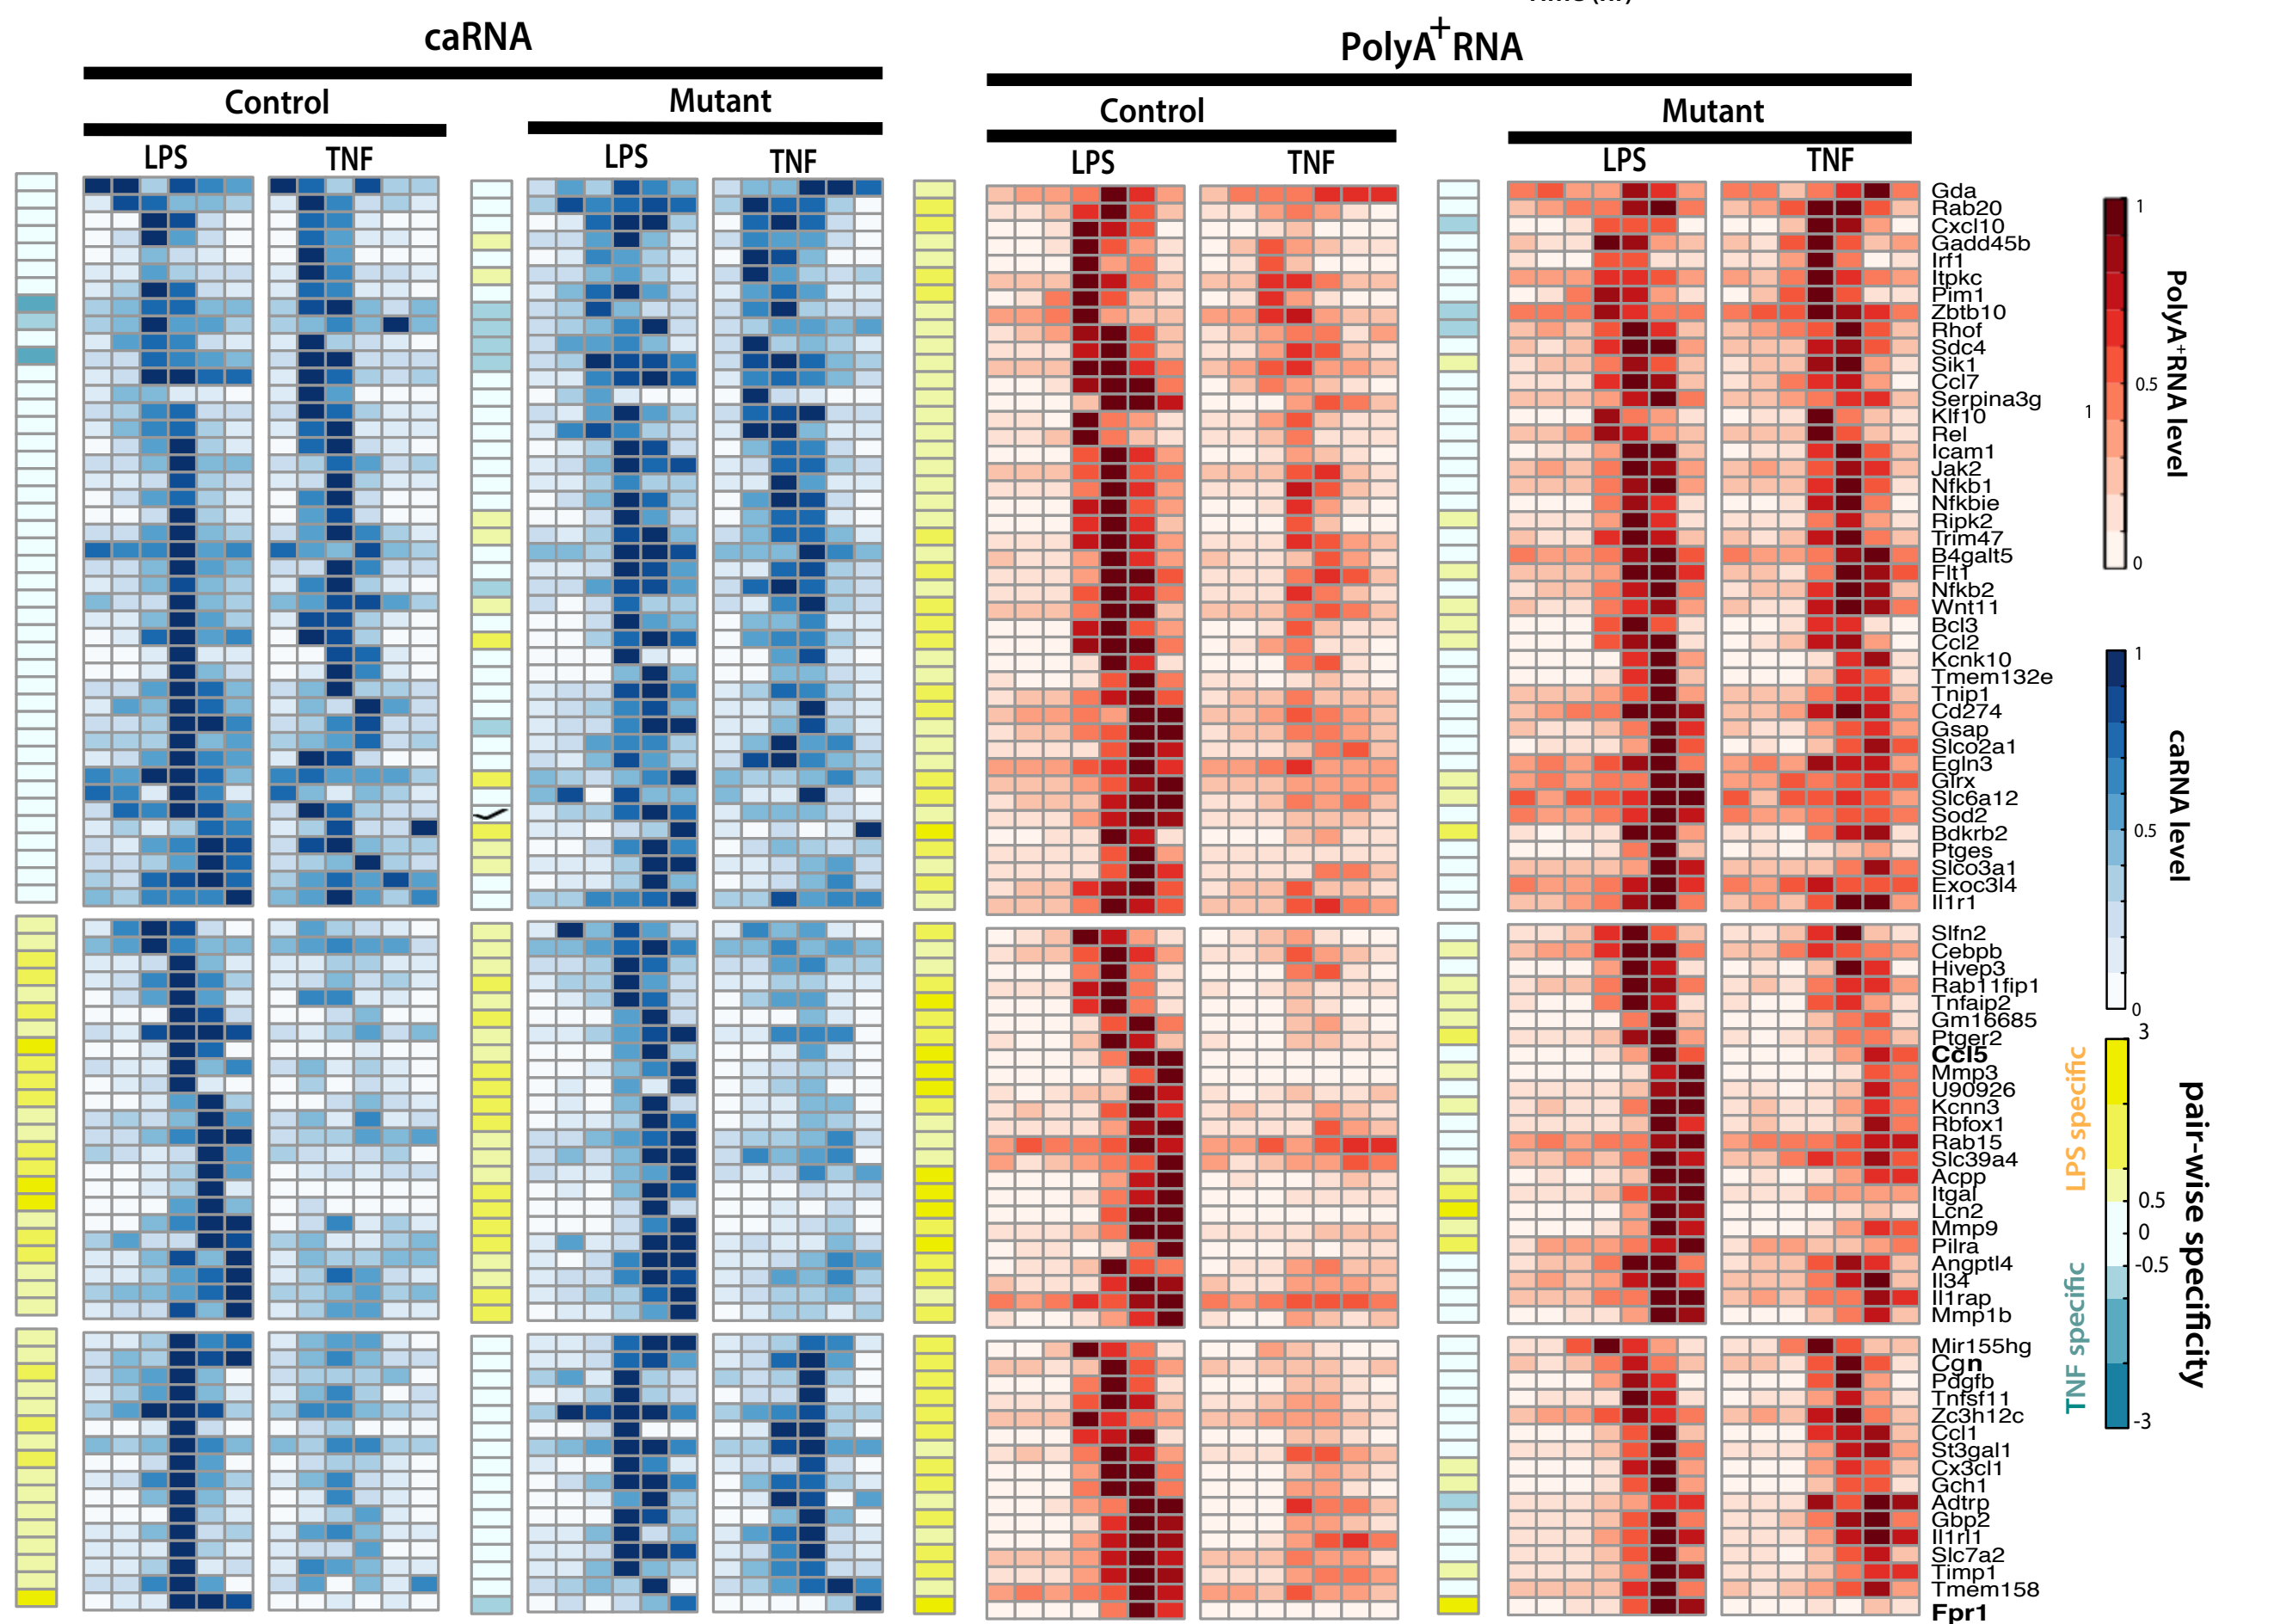 caRNA
PolyA+RNA
Control
Mutant
Control
Mutant
LPS
TNF
LPS
TNF
LPS
TNF
LPS
TNF
Gda
Rab20
Cxcl10
Gadd45b
Irf1
Itpkc
Pim1
Zbtb10
Rhof
Sdc4
Sik1
Ccl7
Serpina3g
Klf10
Rel
Icam1
Jak2
Nfkb1
Nfkbie
Ripk2
Trim47
B4galt5
Flt1
Nfkb2
Wnt11
Bcl3
Ccl2
Kcnk10
Tmem132e
Tnip1
Cd274
Gsap
Slco2a1
Egln3
Glrx
Slc6a12
Sod2
Bdkrb2
Ptges
Slco3a1
Exoc3l4
Il1r1
Slfn2
Cebpb
Hivep3
Rab11fip1
Tnfaip2
Gm16685
Ptger2
Ccl5
Mmp3
U90926
Kcnn3
Rbfox1
Rab15
Slc39a4
Acpp
Itgal
Lcn2
Mmp9
Pilra
Angptl4
Il34
Il1rap
Mmp1b
Mir155hg
Cgn
Pdgfb
Tnfsf11
Zc3h12c
Ccl1
St3gal1
Cx3cl1
Gch1
Adtrp
Gbp2
Il1rl1
Slc7a2
Timp1
Tmem158
Fpr1
1
0.5
1
0
PolyA+RNA level
1
0.5
0
caRNA level
3
0.5
0
-0.5
-3
LPS specific
TNF specific
pair-wise specificity